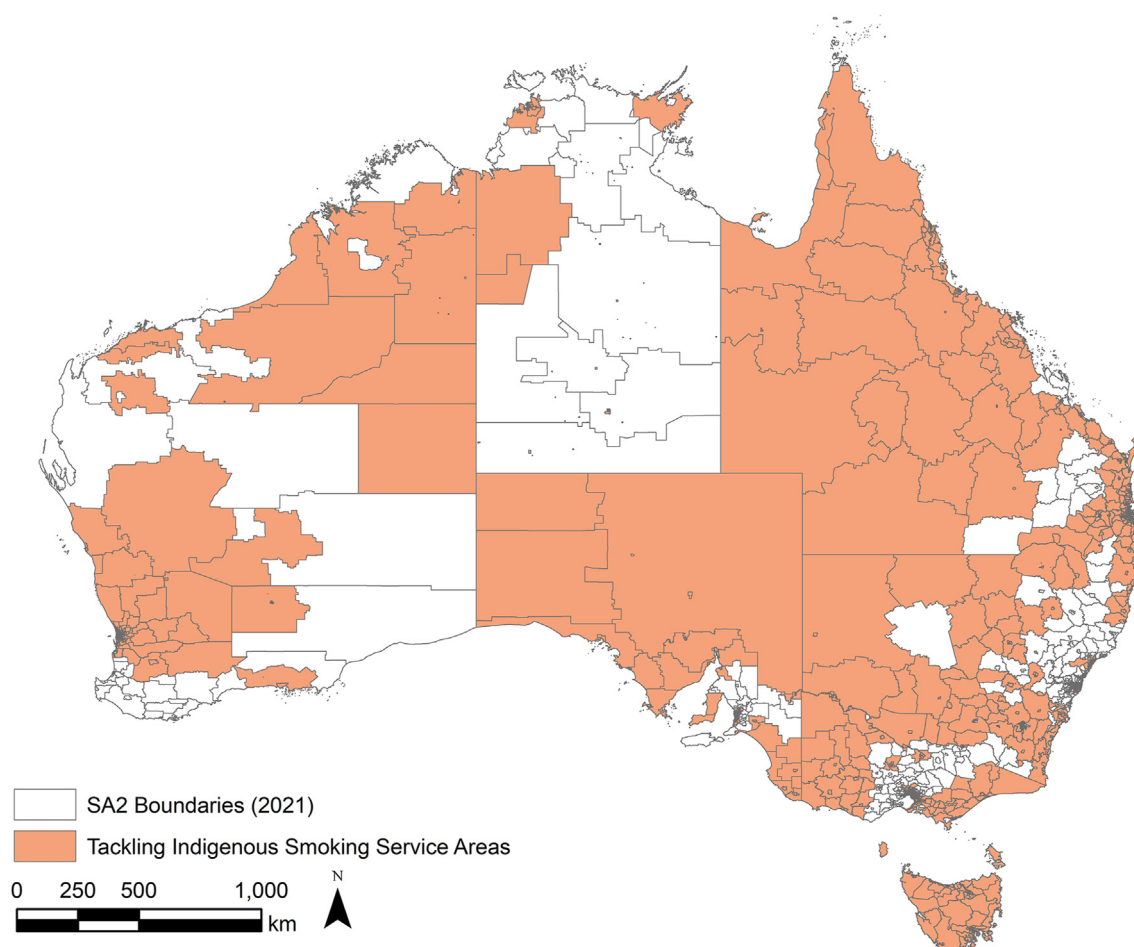 SA2 Boundaries (2021)
Tackling Indigenous Smoking Service Areas
0 250 500 1,000
km
N